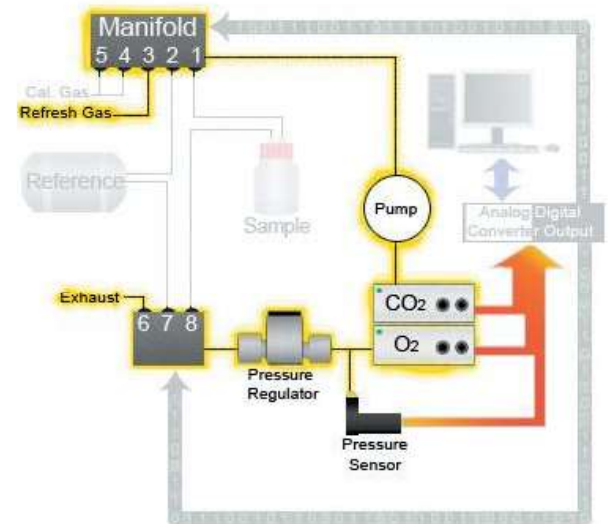 Manifold
5 4 3 2 1
Cal. Gas
Refresh Gas
Reference
Sample
Pump
Analog-Digital
Converter Output
Exhaust
6 7 8
CO₂
O₂
Pressure
Regulator
Pressure
Sensor